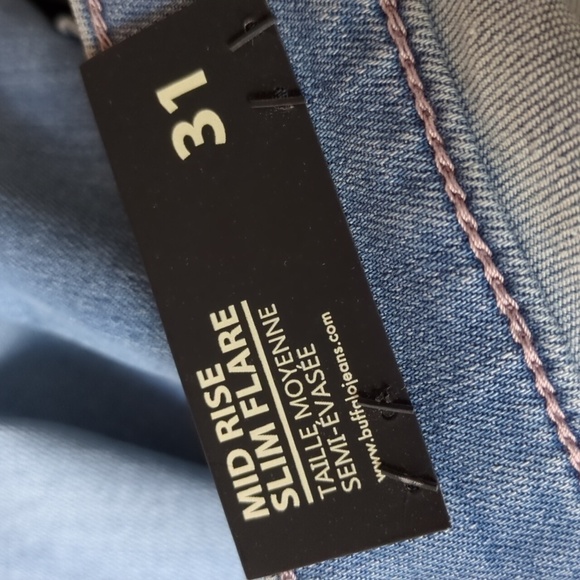 31
MID RISE
SLIM FLARE
TAILLE MOYENNE
SEMI-ÉVASÉE
www.buffalojeans.com